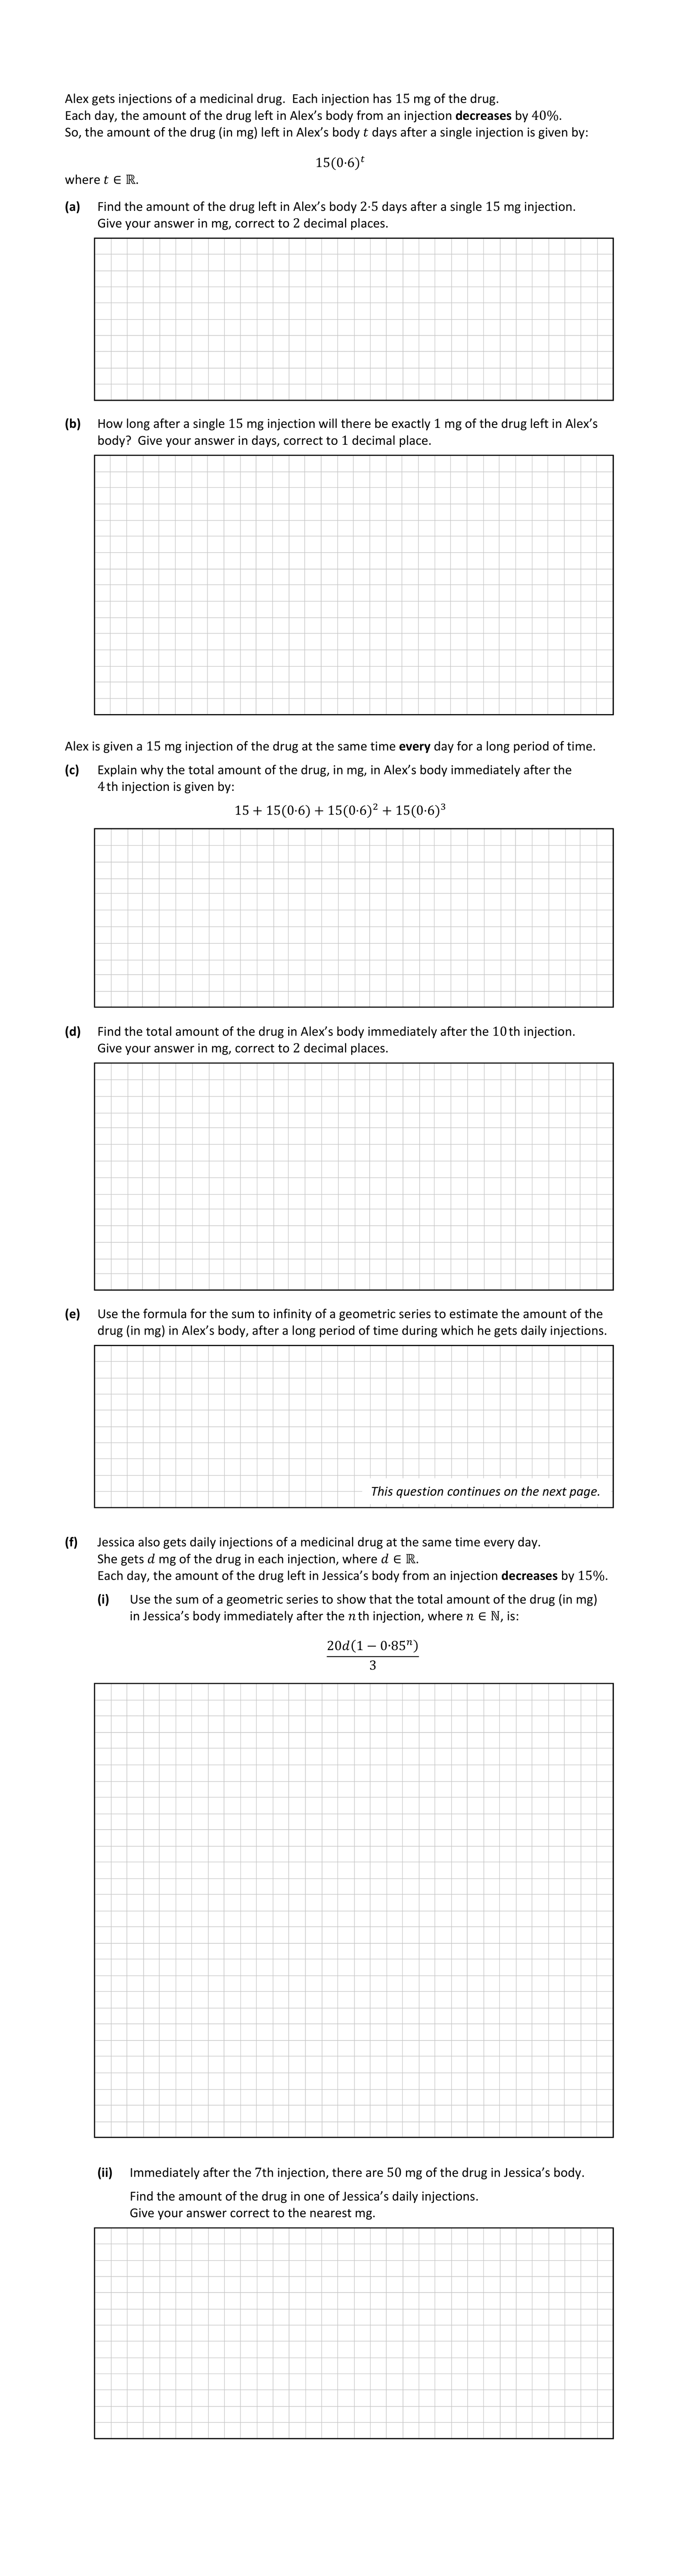 Alex gets injections of a medicinal drug.  Each injection has 15 mg of the drug.
Each day, the amount of the drug left in Alex’s body from an injection decreases by 40%.
So, the amount of the drug (in mg) left in Alex’s body t days after a single injection is given by:
15(0·6)ᵗ
where t ∈ ℝ.
(a) Find the amount of the drug left in Alex’s body 2·5 days after a single 15 mg injection.
Give your answer in mg, correct to 2 decimal places.
(b) How long after a single 15 mg injection will there be exactly 1 mg of the drug left in Alex’s
body?  Give your answer in days, correct to 1 decimal place.
Alex is given a 15 mg injection of the drug at the same time every day for a long period of time.
(c) Explain why the total amount of the drug, in mg, in Alex’s body immediately after the
4th injection is given by:
15 + 15(0·6) + 15(0·6)² + 15(0·6)³
(d) Find the total amount of the drug in Alex’s body immediately after the 10th injection.
Give your answer in mg, correct to 2 decimal places.
(e) Use the formula for the sum to infinity of a geometric series to estimate the amount of the
drug (in mg) in Alex’s body, after a long period of time during which he gets daily injections.
This question continues on the next page.
(f) Jessica also gets daily injections of a medicinal drug at the same time every day.
She gets d mg of the drug in each injection, where d ∈ ℝ.
Each day, the amount of the drug left in Jessica’s body from an injection decreases by 15%.
(i) Use the sum of a geometric series to show that the total amount of the drug (in mg)
in Jessica’s body immediately after the nth injection, where n ∈ ℕ, is:
20d(1 − 0·85ⁿ)
3
(ii) Immediately after the 7th injection, there are 50 mg of the drug in Jessica’s body.
Find the amount of the drug in one of Jessica’s daily injections.
Give your answer correct to the nearest mg.